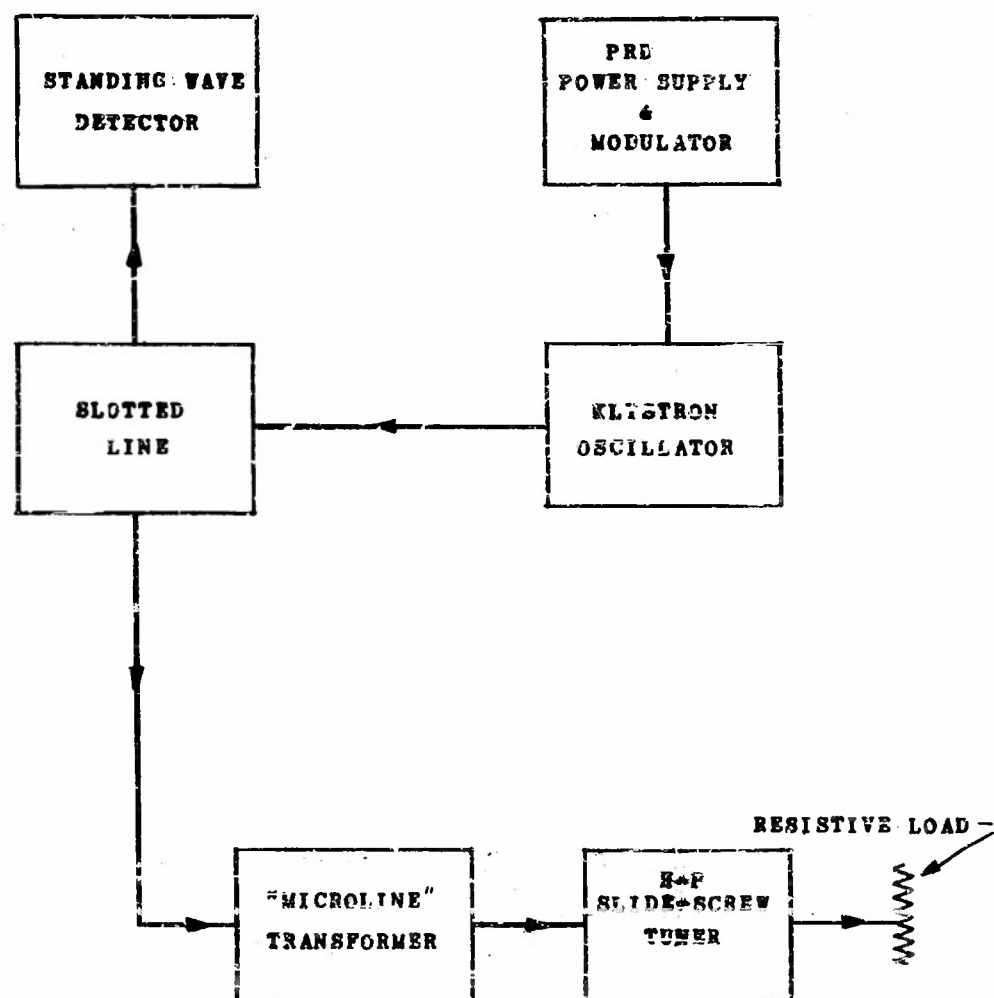 STANDING WAVE
DETECTOR
PRD
POWER SUPPLY
&
MODULATOR
SLOTTED
LINE
KLYSTRON
OSCILLATOR
RESISTIVE LOAD
"MICROLINE"
TRANSFORMER
H-P
SLIDE-SCREW
TUNER